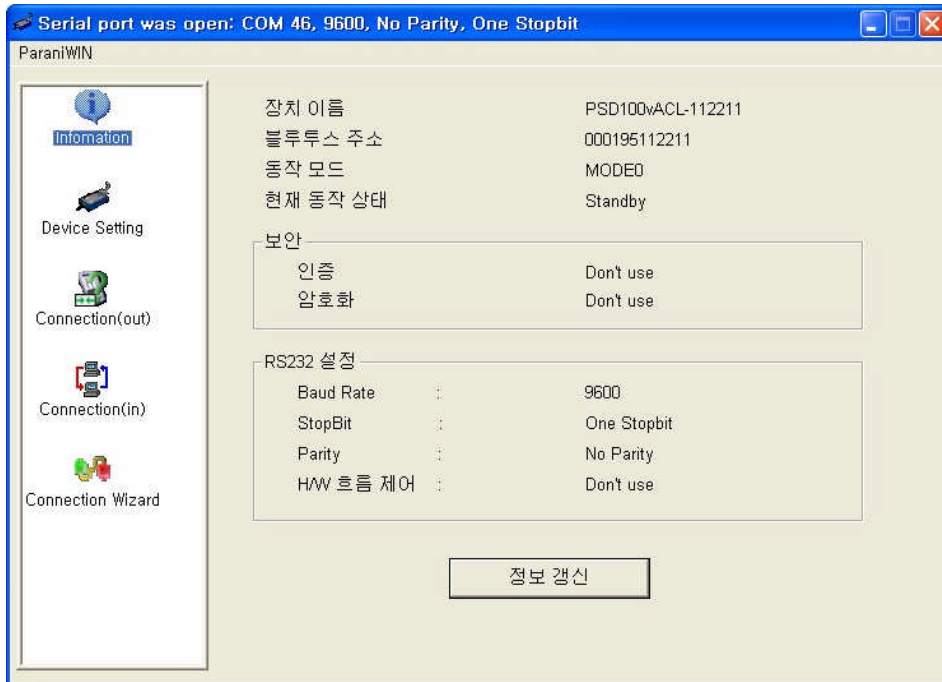 Serial port was open: COM 46, 9600, No Parity, One Stopbit
ParaniWIN
Infomation
Device Setting
Connection(out)
Connection(in)
Connection Wizard
장치 이름 PSD100vACL-112211
블루투스 주소 000195112211
동작 모드 MODE0
현재 동작 상태 Standby
보안
인증 Don't use
암호화 Don't use
RS232 설정
Baud Rate : 9600
StopBit : One Stopbit
Parity : No Parity
H/W 흐름 제어 : Don't use
정보 갱신